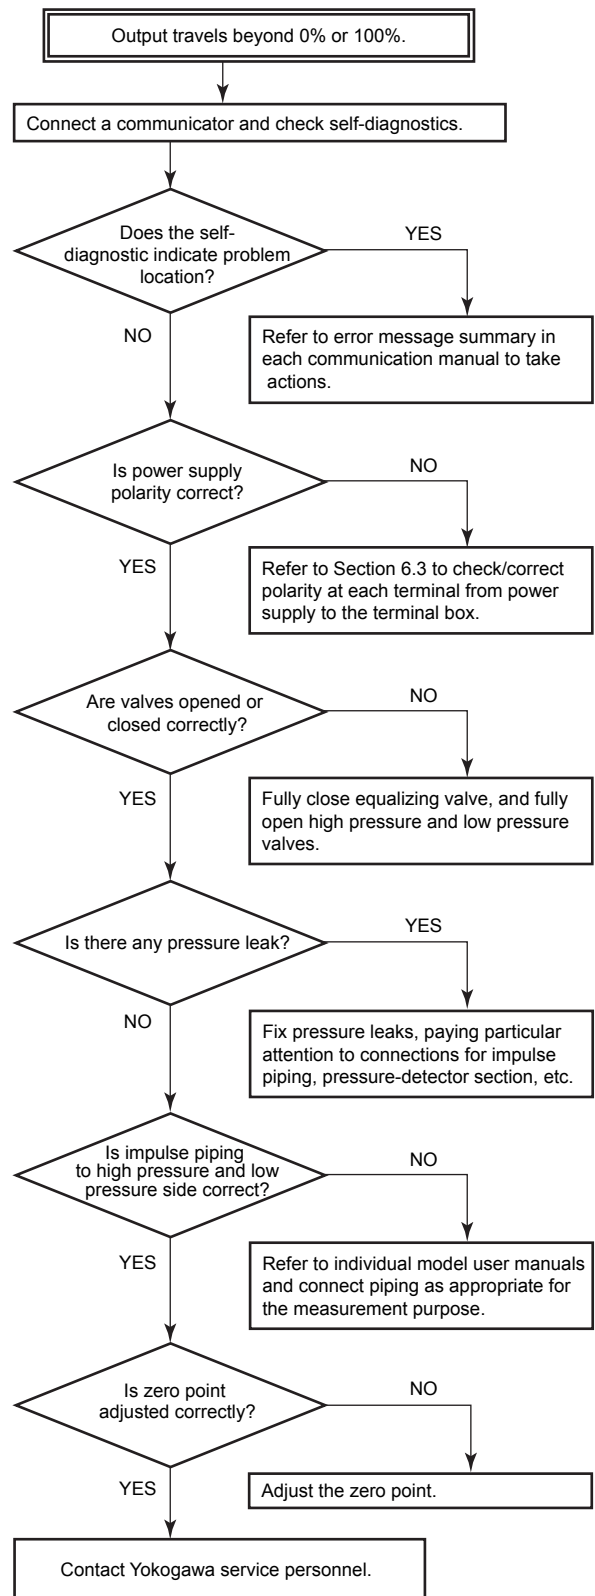 Output travels beyond 0% or 100%.
Connect a communicator and check self-diagnostics.
Does the self-
diagnostic indicate problem
location?
YES
Refer to error message summary in
each communication manual to take
actions.
NO
Is power supply
polarity correct?
NO
Refer to Section 6.3 to check/correct
polarity at each terminal from power
supply to the terminal box.
YES
Are valves opened or
closed correctly?
NO
Fully close equalizing valve, and fully
open high pressure and low pressure
valves.
YES
Is there any pressure leak?
YES
Fix pressure leaks, paying particular
attention to connections for impulse
piping, pressure-detector section, etc.
NO
Is impulse piping
to high pressure and low
pressure side correct?
NO
Refer to individual model user manuals
and connect piping as appropriate for
the measurement purpose.
YES
Is zero point
adjusted correctly?
NO
Adjust the zero point.
YES
Contact Yokogawa service personnel.